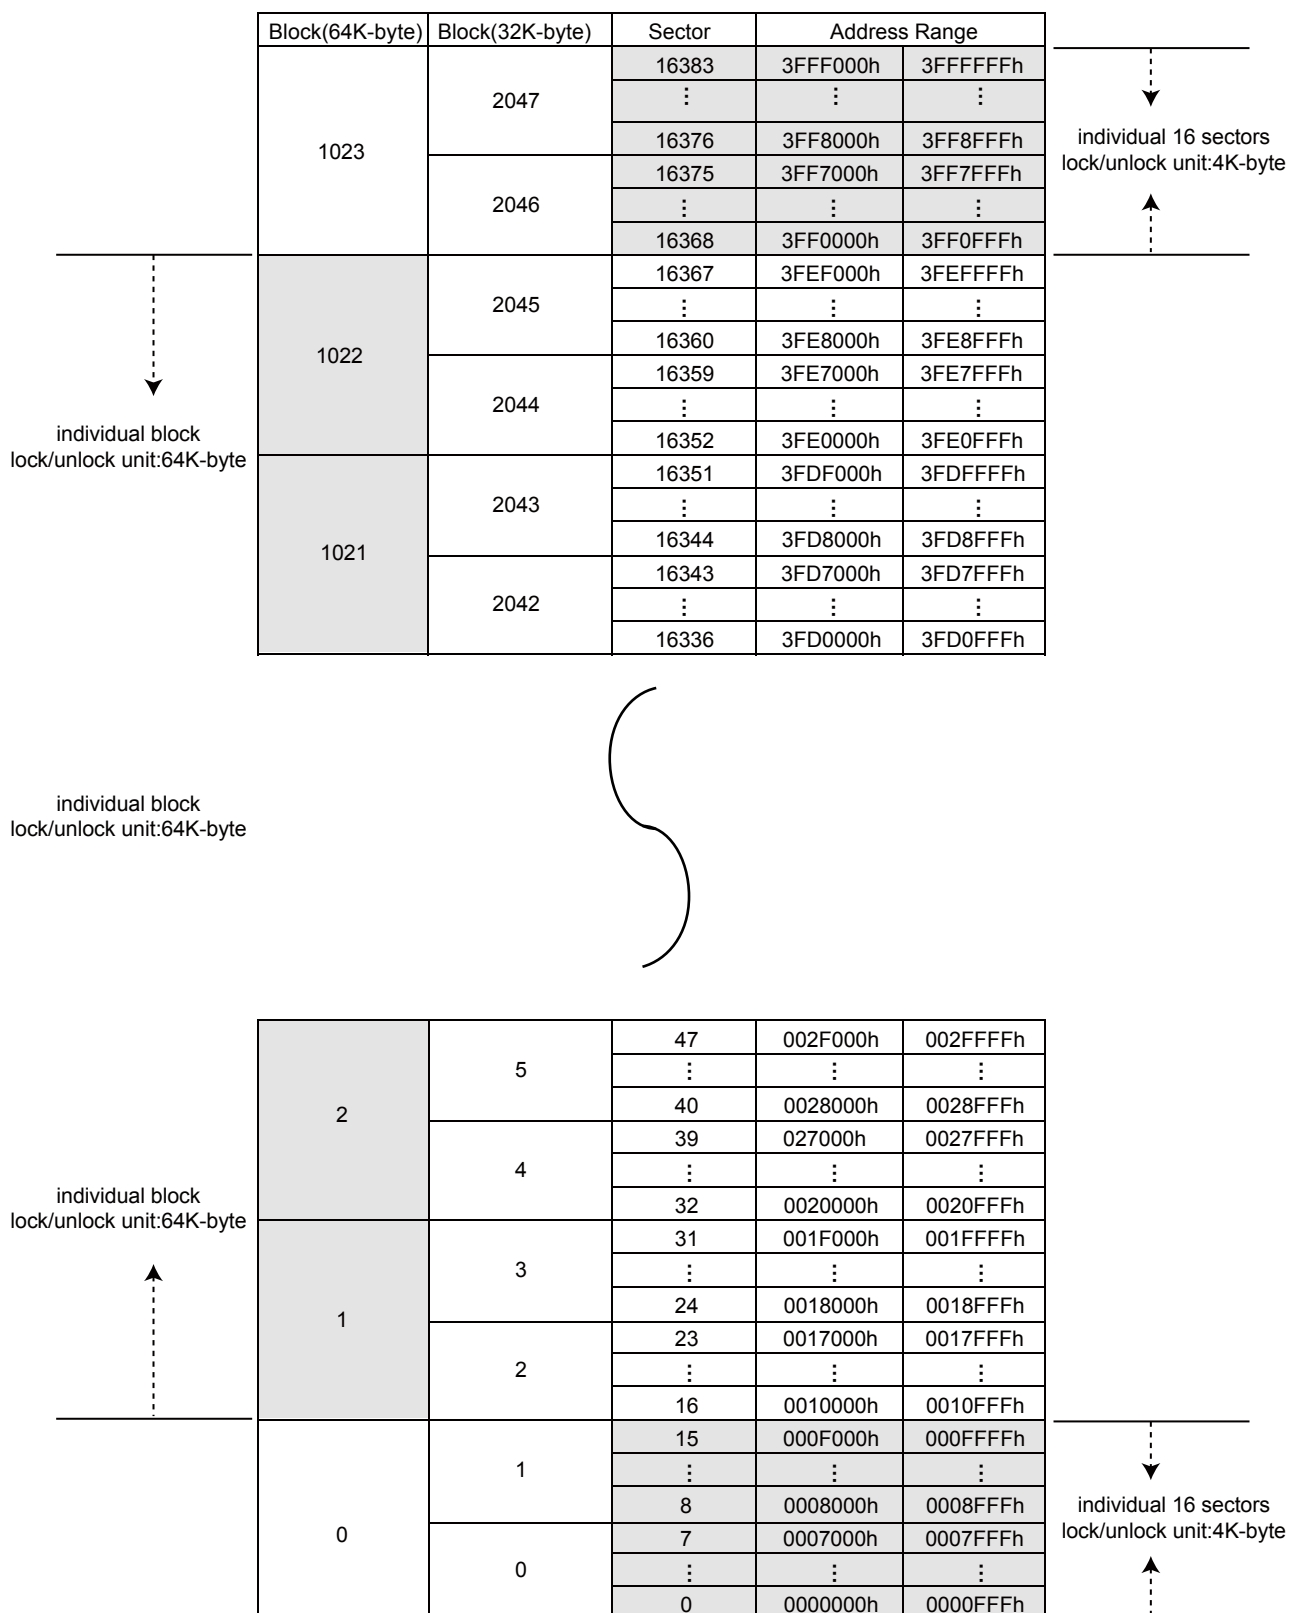 Block(64K-byte) Block(32K-byte) Sector Address Range
16383 3FFF000h 3FFFFFFh
2047
individual 16 sectors
lock/unlock unit:4K-byte
1023
16376 3FF8000h 3FF8FFFh
16375 3FF7000h 3FF7FFFh
2046
16368 3FF0000h 3FF0FFFh
16367 3FEF000h 3FEFFFFh
2045
16360 3FE8000h 3FE8FFFh
1022
16359 3FE7000h 3FE7FFFh
2044
individual block
lock/unlock unit:64K-byte
16352 3FE0000h 3FE0FFFh
16351 3FDF000h 3FDFFFFh
2043
16344 3FD8000h 3FD8FFFh
1021
16343 3FD7000h 3FD7FFFh
2042
16336 3FD0000h 3FD0FFFh
individual block
lock/unlock unit:64K-byte
47 002F000h 002FFFFh
5
40 0028000h 0028FFFh
2
39 027000h 0027FFFh
4
individual block
lock/unlock unit:64K-byte
32 0020000h 0020FFFh
31 001F000h 001FFFFh
3
24 0018000h 0018FFFh
1
23 0017000h 0017FFFh
2
16 0010000h 0010FFFh
15 000F000h 000FFFFh
1
individual 16 sectors
lock/unlock unit:4K-byte
8 0008000h 0008FFFh
0
7 0007000h 0007FFFh
0
0 0000000h 0000FFFh